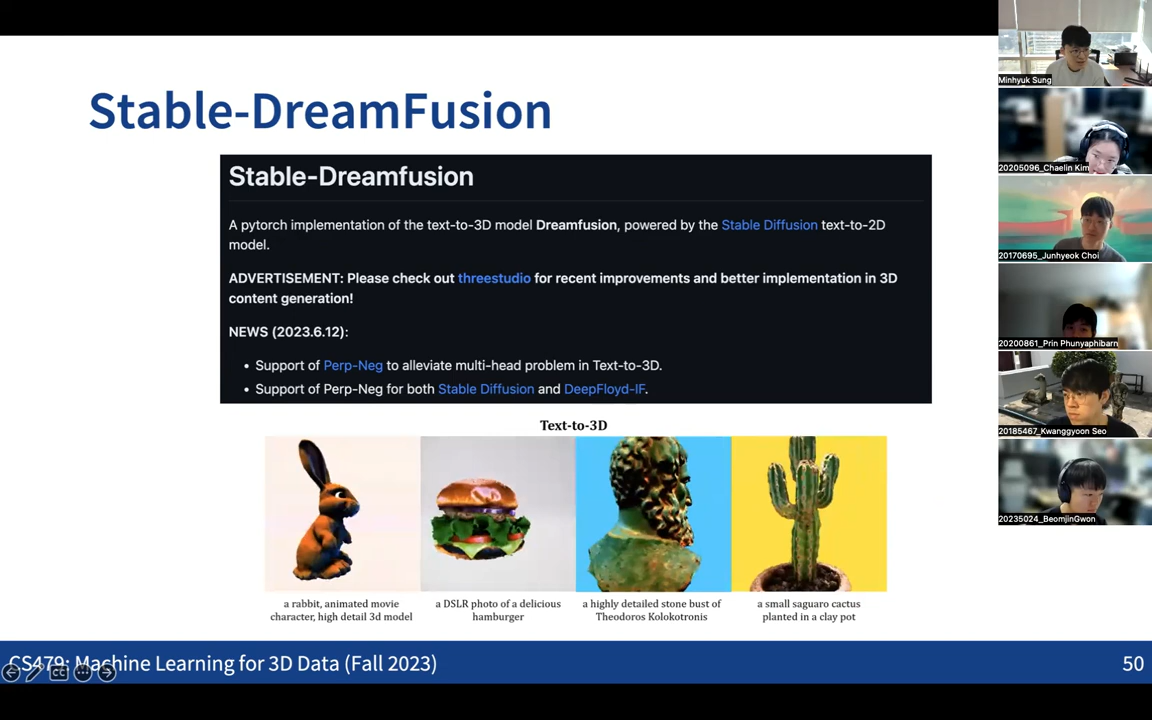 Stable-DreamFusion
Stable-Dreamfusion
A pytorch implementation of the text-to-3D model Dreamfusion, powered by the Stable Diffusion text-to-2D
model.
ADVERTISEMENT: Please check out threestudio for recent improvements and better implementation in 3D
content generation!
NEWS (2023.6.12):
• Support of Perp-Neg to alleviate multi-head problem in Text-to-3D.
• Support of Perp-Neg for both Stable Diffusion and DeepFloyd-IF.
Text-to-3D
a rabbit, animated movie
character, high detail 3d model
a DSLR photo of a delicious
hamburger
a highly detailed stone bust of
Theodoros Kolokotronis
a small saguaro cactus
planted in a clay pot
CS479: Machine Learning for 3D Data (Fall 2023)
50
CC
Minhyuk Sung
20205096_Chaelin Kim
20170695_Junhyeok Choi
20200861_Prin Phunyaphibarn
20185467_Kwanggyoon Seo
20235024_BeomjinGwon